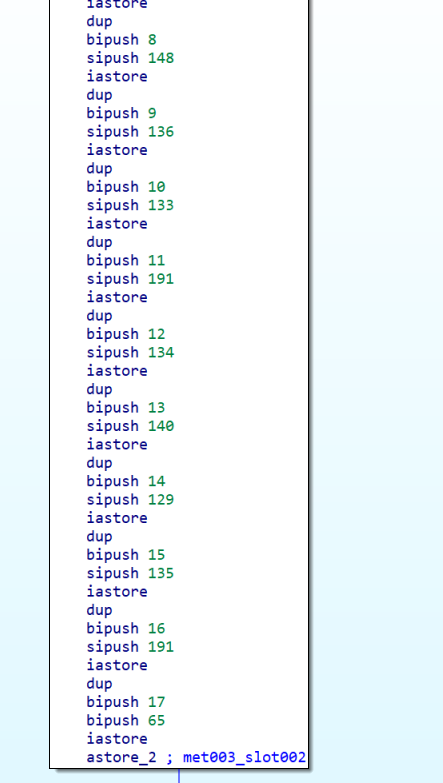 iastore
dup
bipush 8
sipush 148
iastore
dup
bipush 9
sipush 136
iastore
dup
bipush 10
sipush 133
iastore
dup
bipush 11
sipush 191
iastore
dup
bipush 12
sipush 134
iastore
dup
bipush 13
sipush 140
iastore
dup
bipush 14
sipush 129
iastore
dup
bipush 15
sipush 135
iastore
dup
bipush 16
sipush 191
iastore
dup
bipush 17
bipush 65
iastore
astore_2 ; met003_slot002